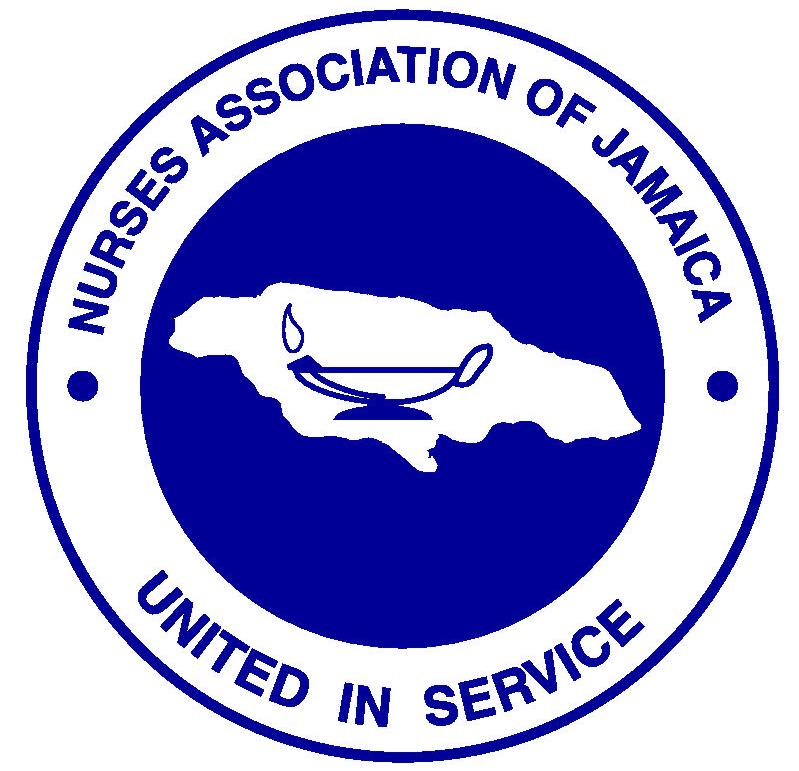 NURSES ASSOCIATION OF JAMAICA
UNITED IN SERVICE